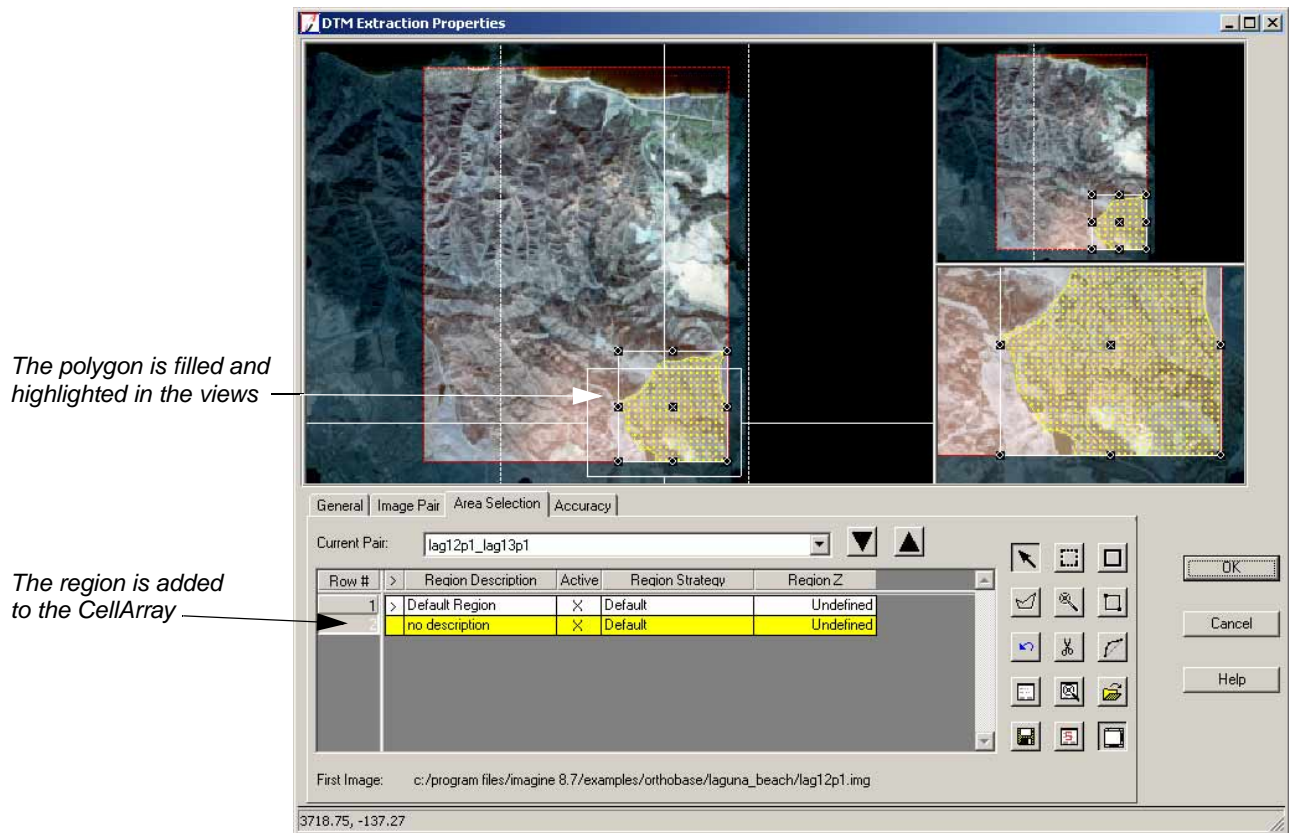 DTM Extraction Properties
The polygon is filled and
highlighted in the views
General Image Pair Area Selection Accuracy
Current Pair: lag12p1_lag13p1
The region is added
to the CellArray
Row # > Region Description Active Region Strategy Region Z
1 > Default Region X Default Undefined
2 no description X Default Undefined
OK
Cancel
Help
First Image: c:/program files/imagine 8.7/examples/orthobase/laguna_beach/lag12p1.img
3718.75, -137.27